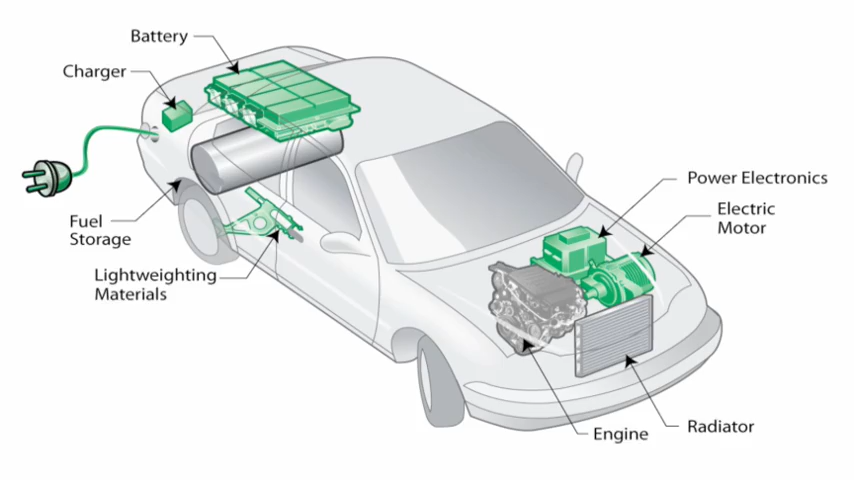 Battery
Charger
Power Electronics
Electric
Motor
Fuel
Storage
Lightweighting
Materials
Engine
Radiator